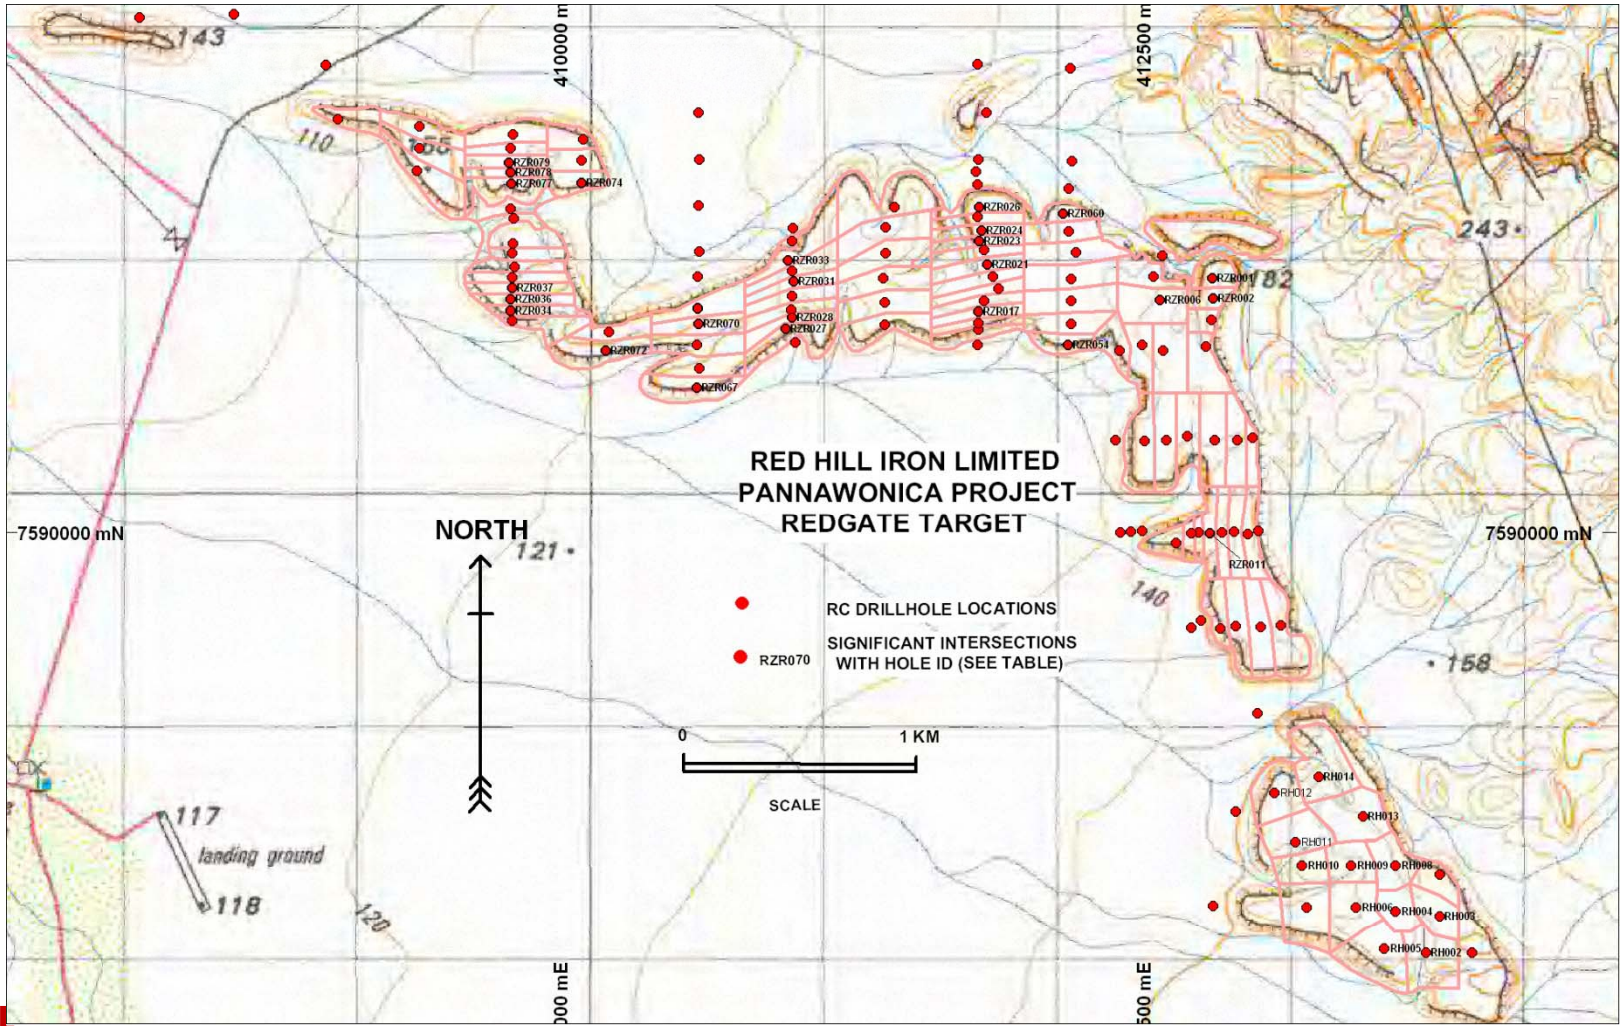 143
410000 m
412500 m
110
155
RZR079
RZR078
RZR077
RZR074
RZR026
RZR060
RZR024
RZR023
243
RZR033
RZR021
RZR031
RZR001
182
RZR037
RZR036
RZR034
RZR006
RZR002
RZR017
RZR028
RZR070
RZR027
RZR072
RZR054
RZR067
RED HILL IRON LIMITED
PANNAWONICA PROJECT
REDGATE TARGET
7590000 mN
NORTH
7590000 mN
121
RZR011
140
RC DRILLHOLE LOCATIONS
SIGNIFICANT INTERSECTIONS
RZR070
WITH HOLE ID (SEE TABLE)
158
0
1 KM
SCALE
RH014
RH012
117
RH013
landing ground
RH011
RH010
RH009
RH008
118
120
RH006
RH004
RH003
RH005
RH002
000 mE
500 mE